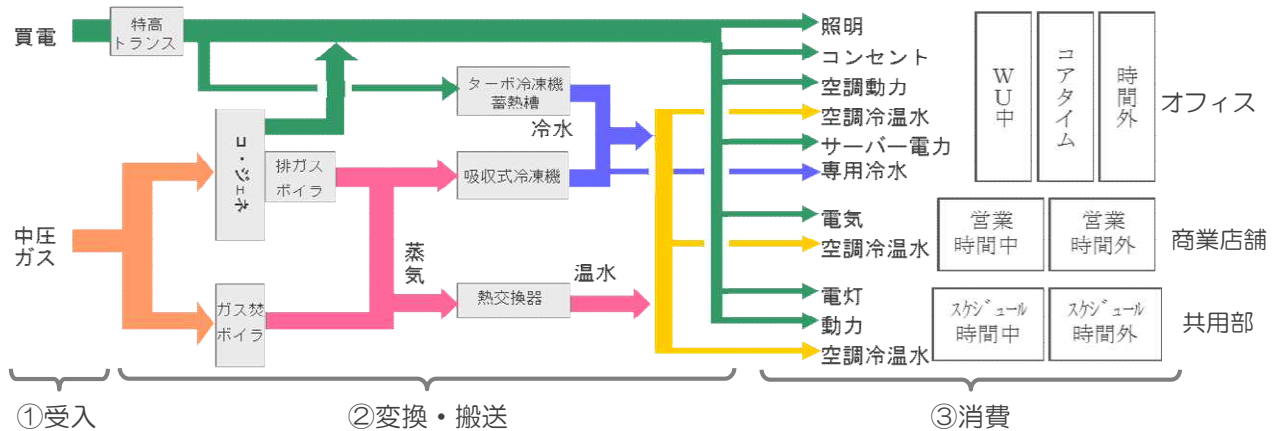 買電
特高
トランス
中圧
ガス
コ・ジェネ
排ガス
ボイラ
ガス焚
ボイラ
ターボ冷凍機
蓄熱槽
冷水
吸収式冷凍機
蒸気
熱交換器
温水
照明
コンセント
空調動力
空調冷温水
サーバー電力
専用冷水
電気
空調冷温水
電灯
動力
空調冷温水
WU中
コアタイム
時間外
オフィス
営業
時間中
営業
時間外
商業店舗
スケジュール
時間中
スケジュール
時間外
共用部
①受入
②変換・搬送
③消費